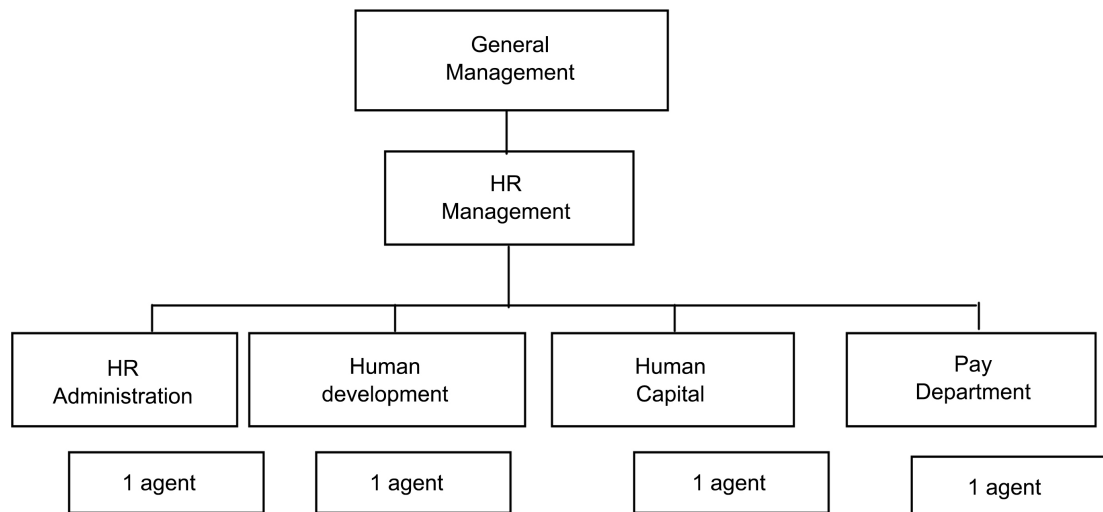 General
Management
HR
Management
HR
Administration
Human
development
Human
Capital
Pay
Department
1 agent
1 agent
1 agent
1 agent